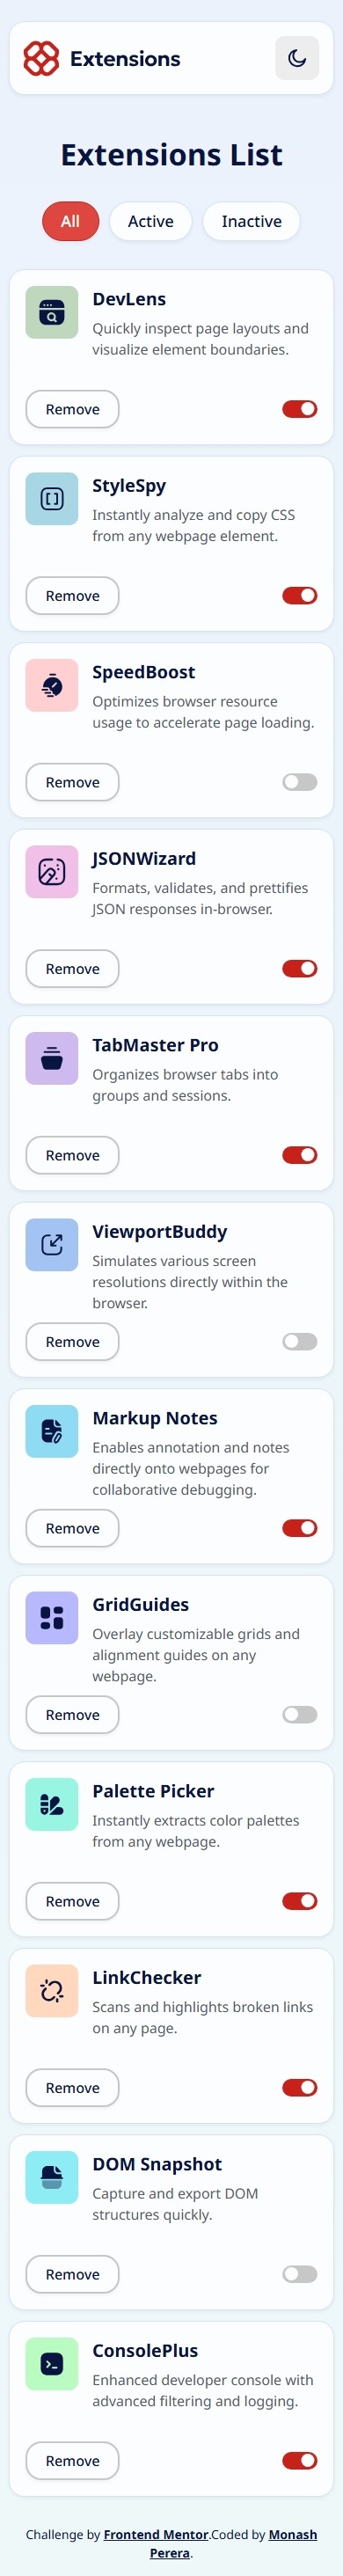 Extensions
Extensions List
All
Active
Inactive
DevLens
Quickly inspect page layouts and
visualize element boundaries.
Remove
StyleSpy
Instantly analyze and copy CSS
from any webpage element.
Remove
SpeedBoost
Optimizes browser resource
usage to accelerate page loading.
Remove
JSONWizard
Formats, validates, and prettifies
JSON responses in-browser.
Remove
TabMaster Pro
Organizes browser tabs into
groups and sessions.
Remove
ViewportBuddy
Simulates various screen
resolutions directly within the
browser.
Remove
Markup Notes
Enables annotation and notes
directly onto webpages for
collaborative debugging.
Remove
GridGuides
Overlay customizable grids and
alignment guides on any
webpage.
Remove
Palette Picker
Instantly extracts color palettes
from any webpage.
Remove
LinkChecker
Scans and highlights broken links
on any page.
Remove
DOM Snapshot
Capture and export DOM
structures quickly.
Remove
ConsolePlus
Enhanced developer console with
advanced filtering and logging.
Remove
Challenge by Frontend Mentor.Coded by Monash
Perera.